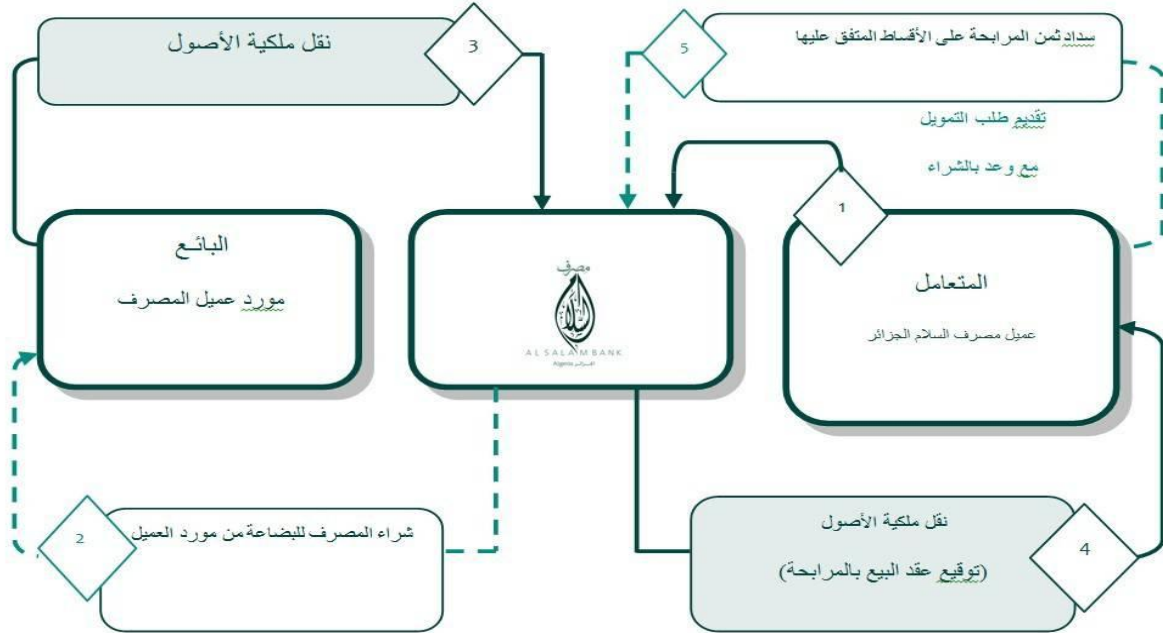 سداد ثمن المرابحة على الأقساط المتفق عليها
5
3
نقل ملكية الأصول
تقديم طلب التمويل
مع وعد بالشراء
1
المتعامل
عميل مصرف السلام الجزائر
مصرف
السلام
AL SALAM BANK
Algeria الجزائر
البائـع
مورد عميل المصرف
2
شراء المصرف للبضاعة من مورد العميل
4
نقل ملكية الأصول
(توقيع عقد البيع بالمرابحة)